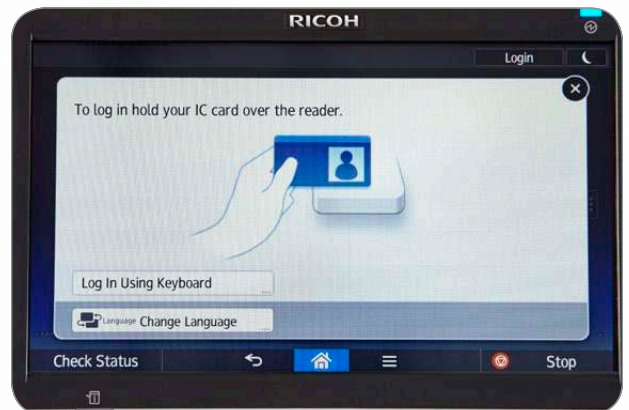 RICOH
Login
To log in hold your IC card over the reader.
Log In Using Keyboard
Language Change Language
Check Status
Stop